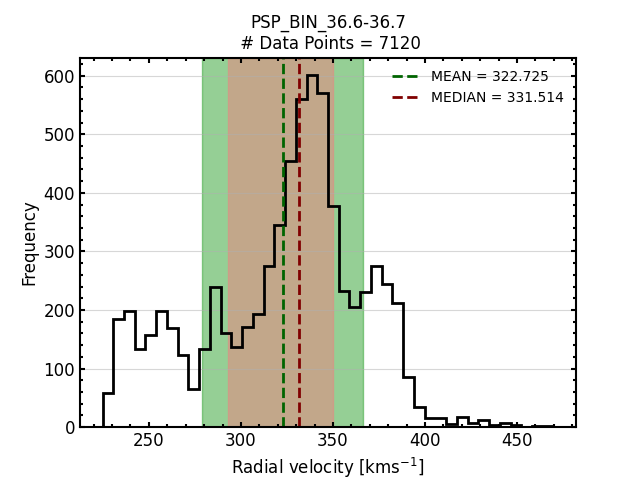 PSP_BIN_36.6-36.7
# Data Points = 7120
MEAN = 322.725
MEDIAN = 331.514
Frequency
600
500
400
300
200
100
0
250
300
350
400
450
Radial velocity [kms⁻¹]